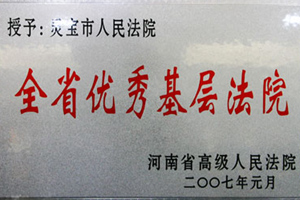 授予:灵宝市人民法院
全省优秀基层法院
河南省高级人民法院
二〇〇七年元月